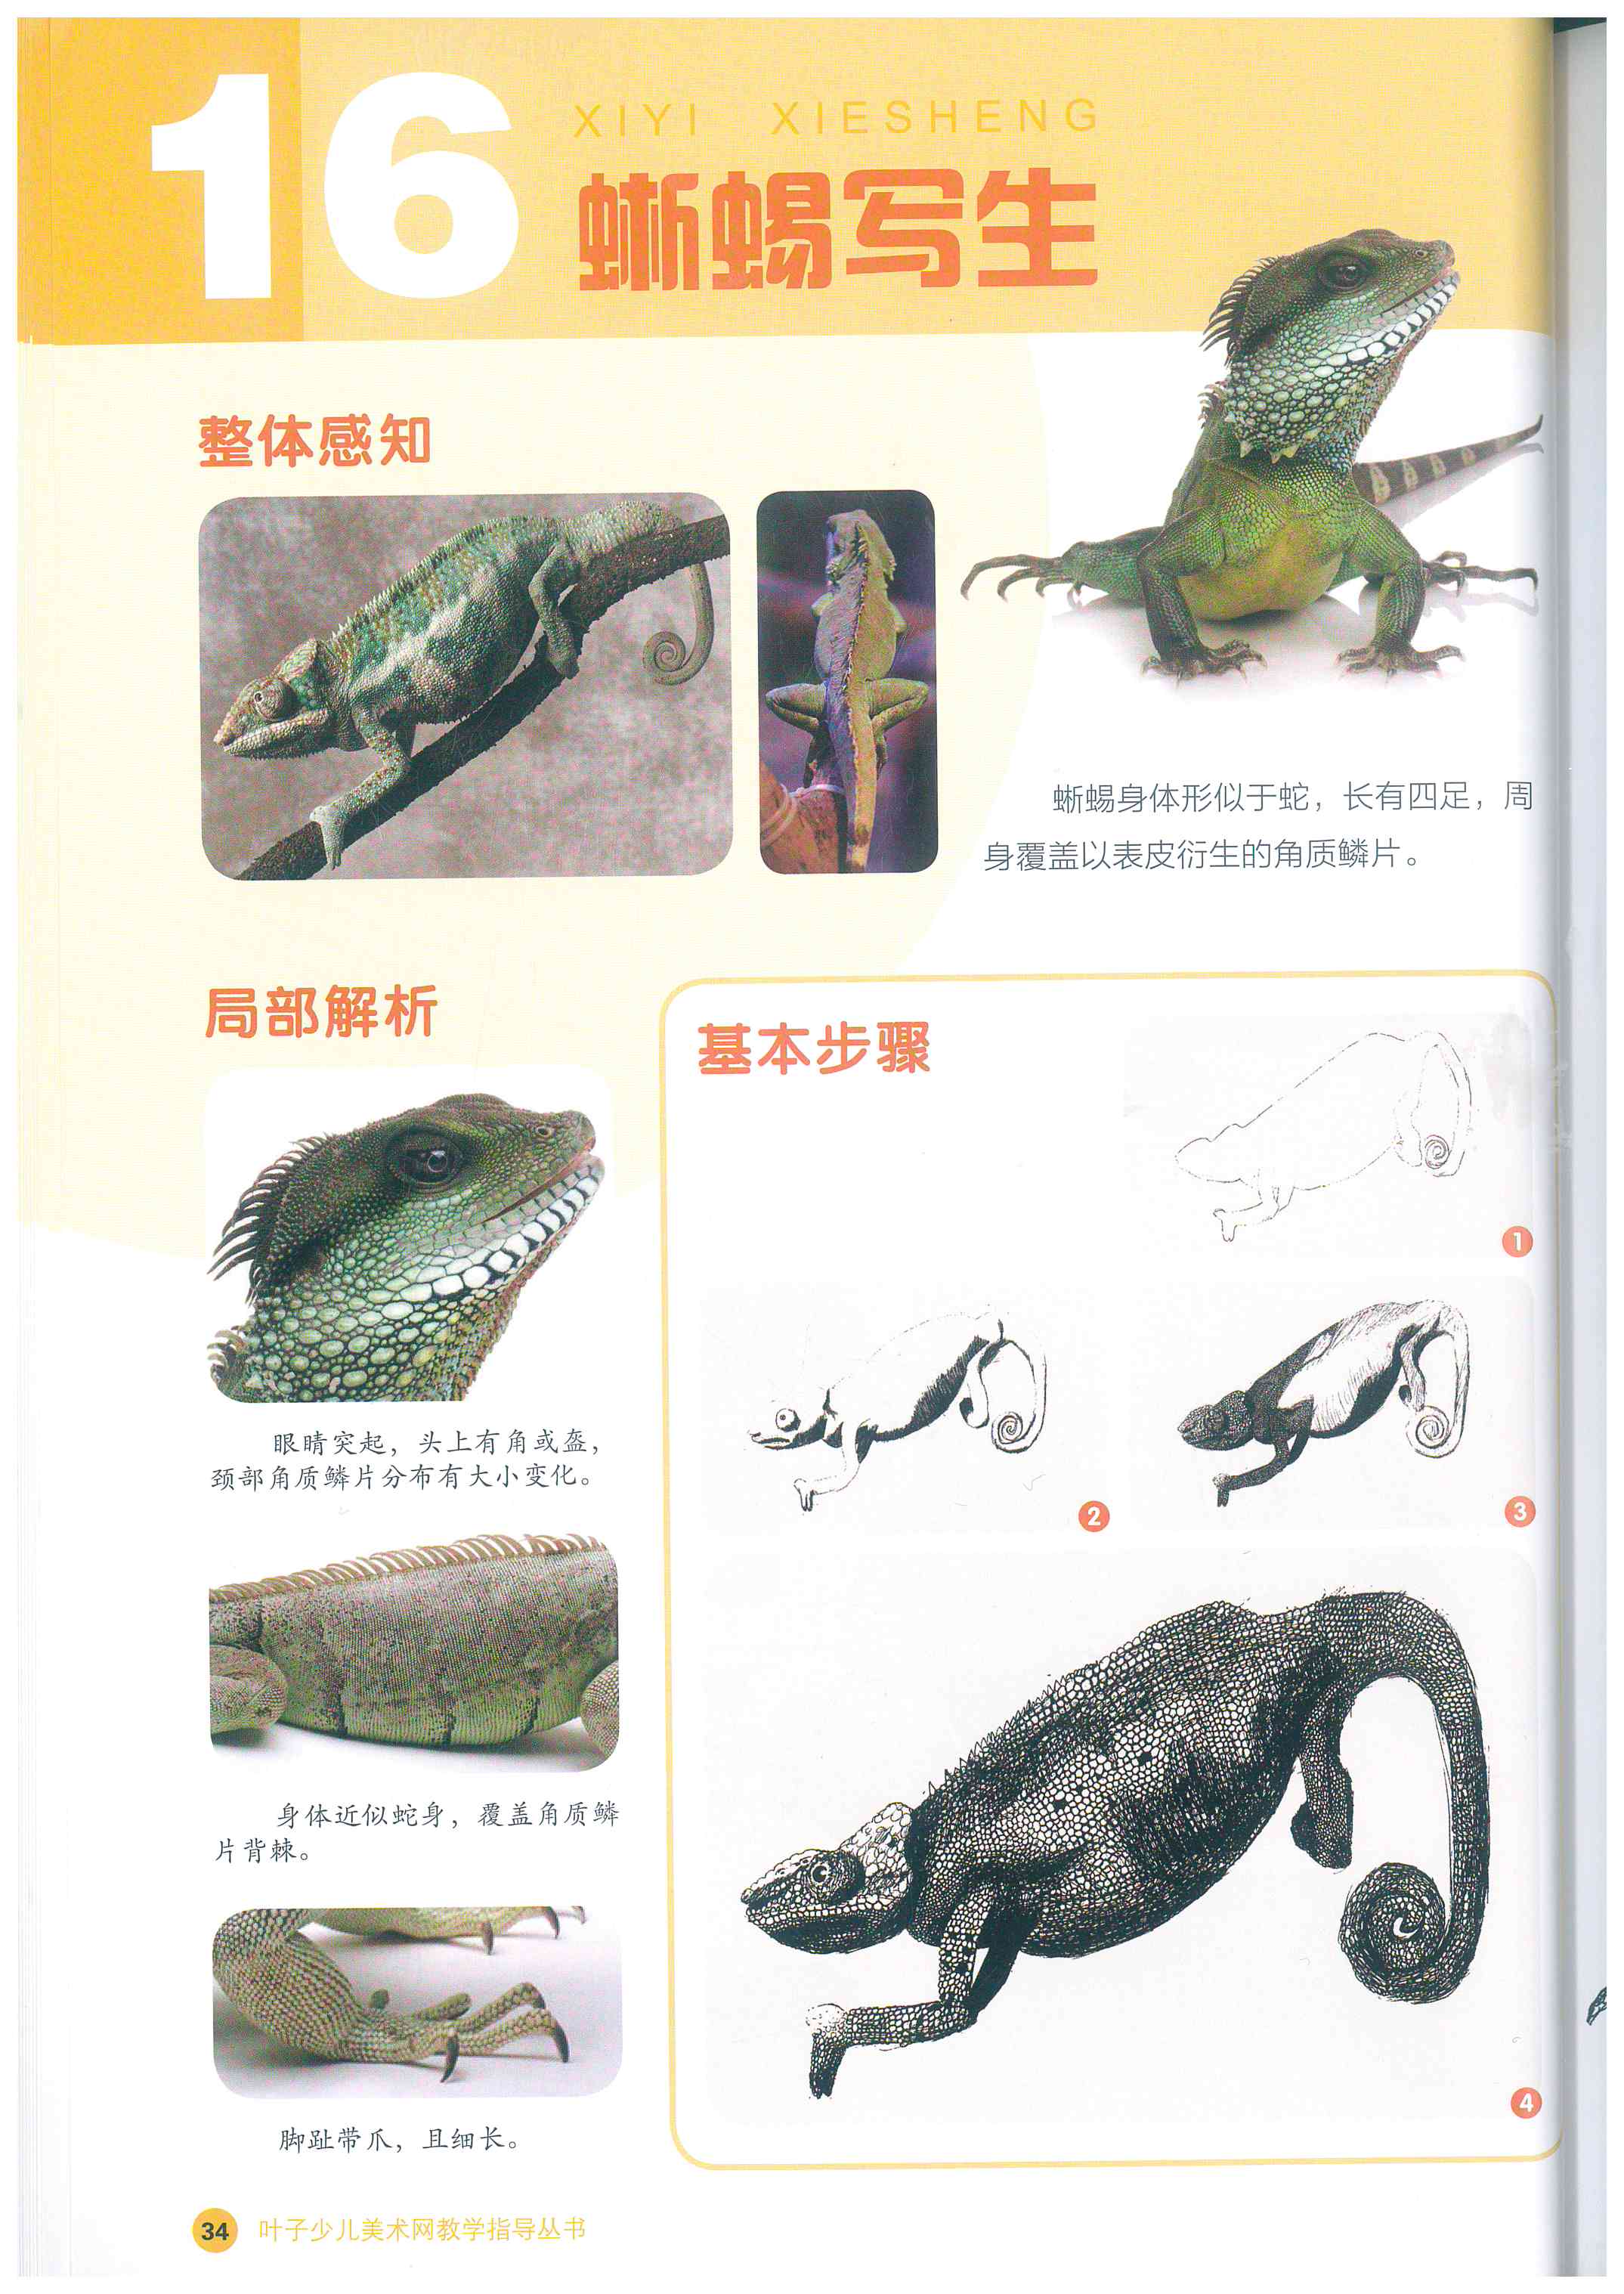 16
XIYI XIESHENG
蜥蜴写生
整体感知
蜥蜴身体形似于蛇，长有四足，周
身覆盖以表皮衍生的角质鳞片。
局部解析
眼睛突起，头上有角或盔，
颈部角质鳞片分布有大小变化。
身体近似蛇身，覆盖角质鳞
片背棘。
脚趾带爪，且细长。
基本步骤
1
2
3
4
34 叶子少儿美术网教学指导丛书